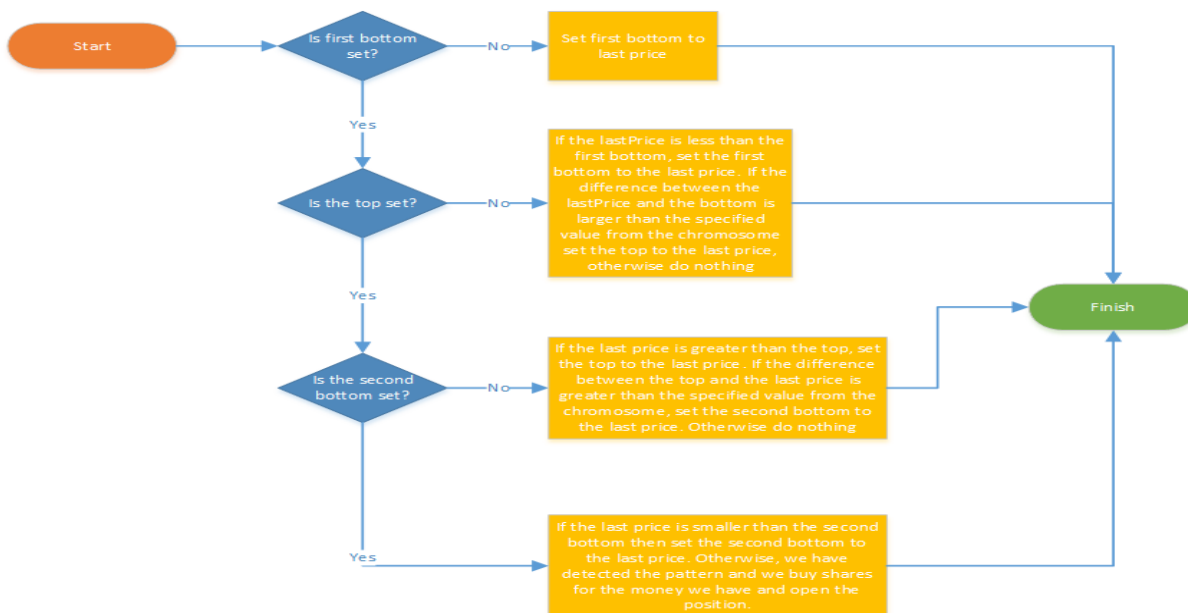 Start
Is first bottom
set?
No
Set first bottom to
last price
Yes
If the lastPrice is less than the
first bottom, set the first
bottom to the last price. If the
difference between the
lastPrice and the bottom is
larger than the specified
value from the chromosome
set the top to the last price,
otherwise do nothing
Is the top set?
No
Yes
Finish
If the last price is greater than the top, set
the top to the last price. If the difference
between the top and the last price is
greater than the specified value from the
chromosome, set the second bottom to
the last price. Otherwise do nothing
Is the second
bottom set?
No
Yes
If the last price is smaller than the second
bottom then set the second bottom to
the last price. Otherwise, we have
detected the pattern and we buy shares
for the money we have and open the
position.